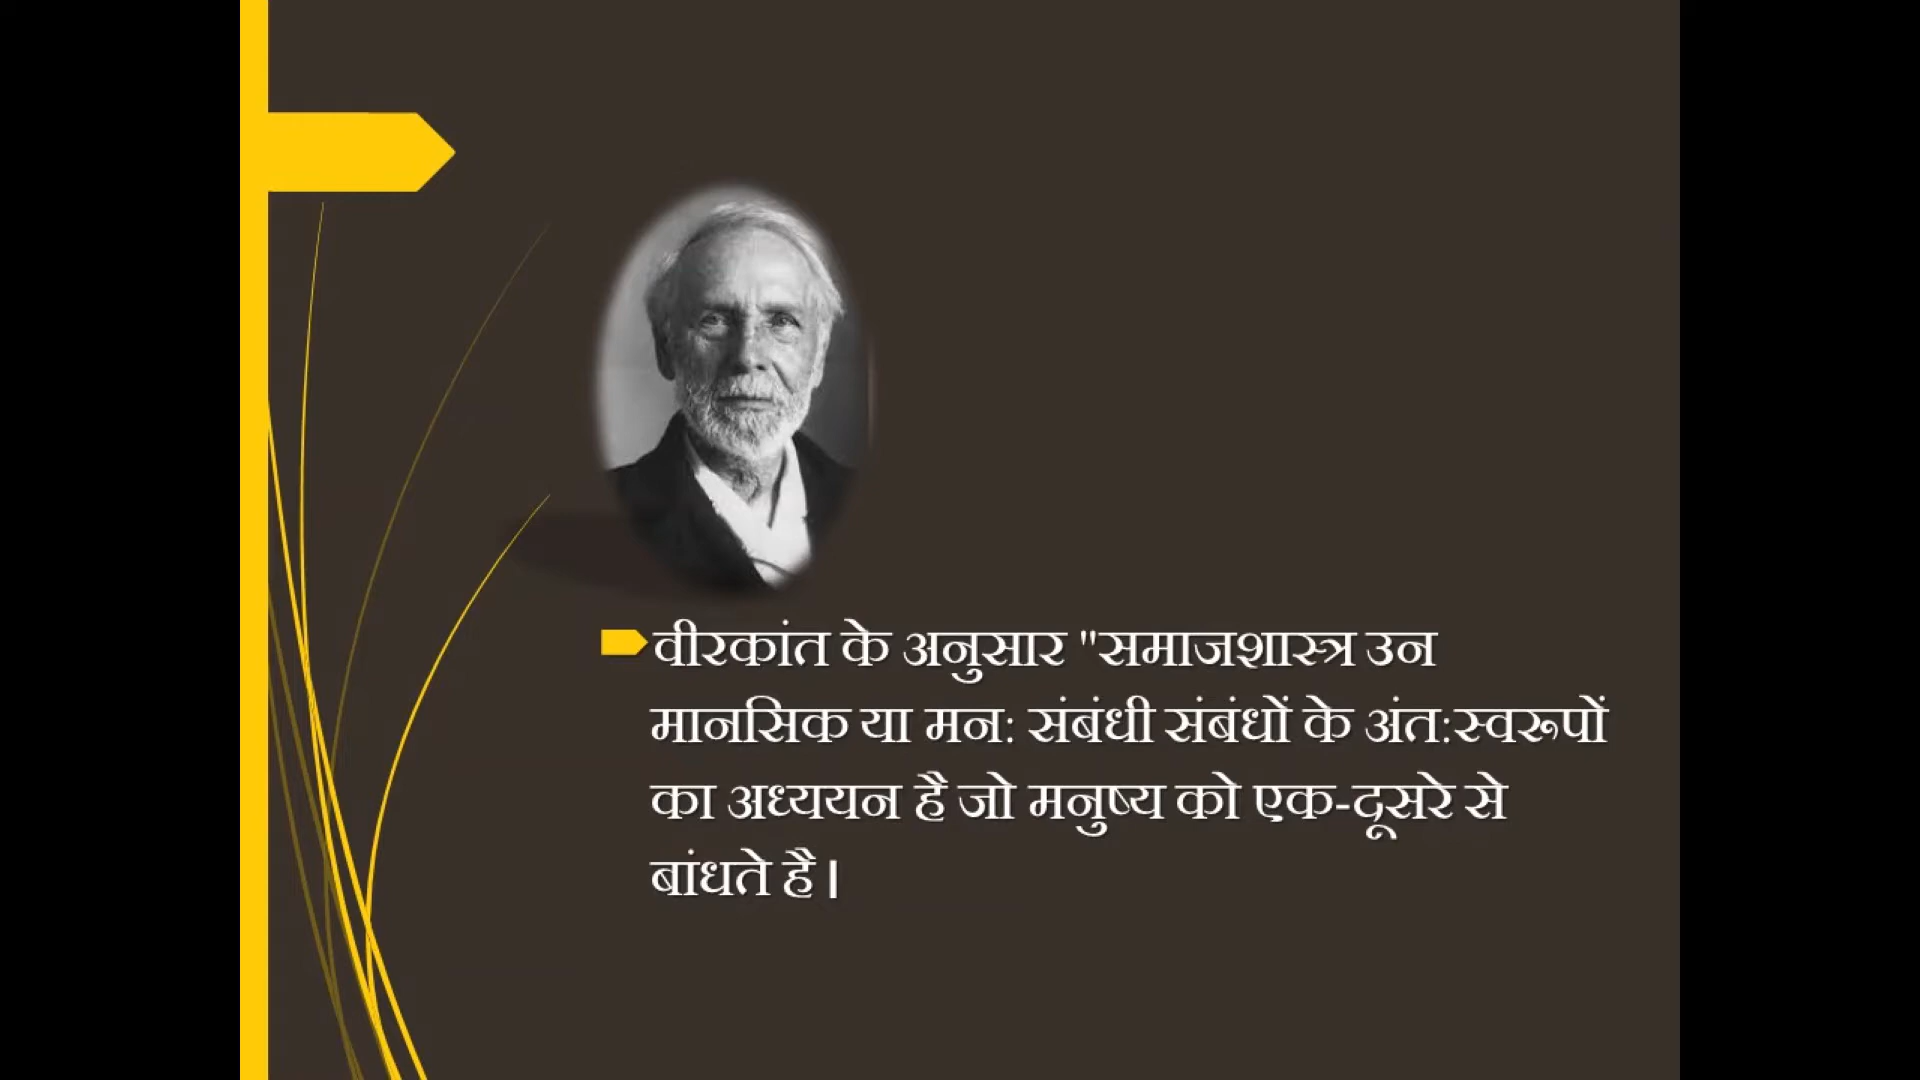 वीरकांत के अनुसार "समाजशास्त्र उन
मानसिक या मन: संबंधी संबंधों के अंत:स्वरूपों
का अध्ययन है जो मनुष्य को एक-दूसरे से
बांधते है।